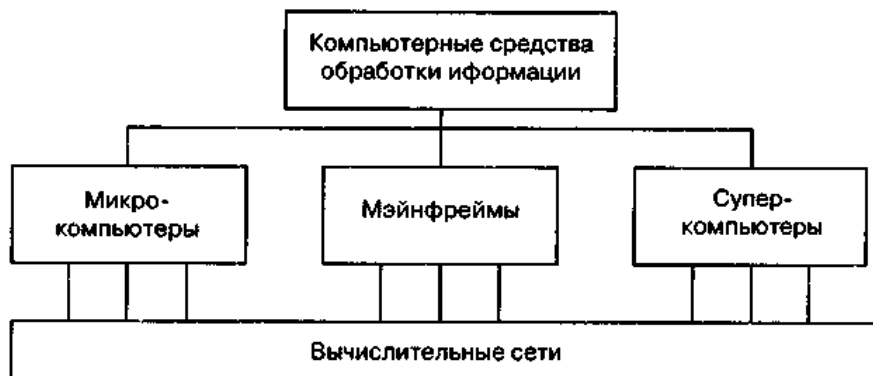 Компьютерные средства
обработки иформации
Микро-
компьютеры
Мэйнфреймы
Супер-
компьютеры
Вычислительные сети